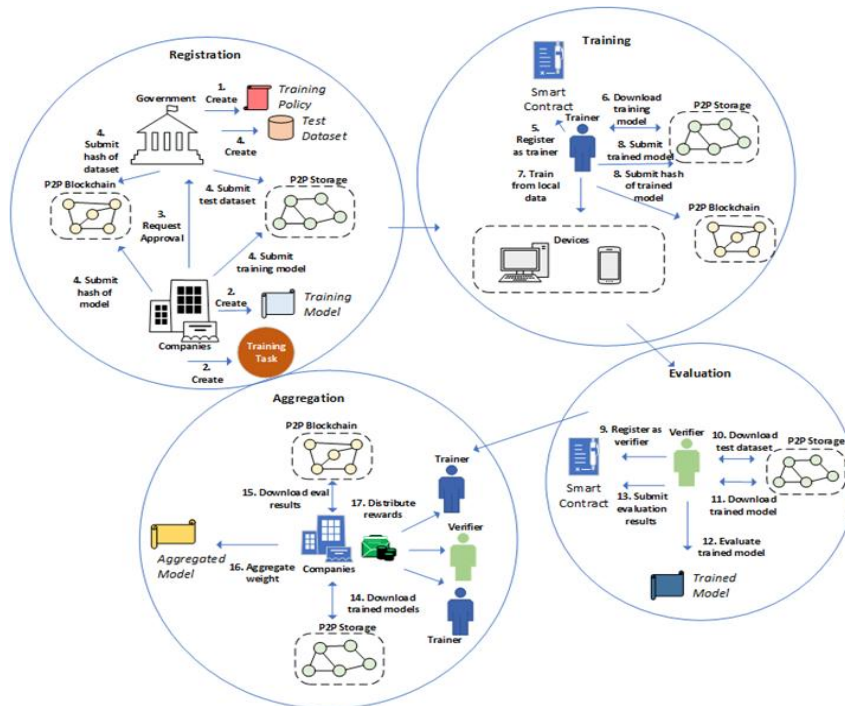 Registration
Government
1.
Create
Training
Policy
4.
Create
Test
Dataset
4.
Submit
hash of
dataset
P2P Blockchain
3.
Request
Approval
4. Submit
test dataset
P2P Storage
4. Submit
hash of
model
4. Submit
training model
2.
Create
Training
Model
Companies
2.
Create
Training
Task
Training
Smart
Contract
Trainer
6. Download
training
model
P2P Storage
5.
Register
as trainer
8. Submit
trained model
7. Train
from local
data
8. Submit hash
of trained
model
P2P Blockchain
Devices
Evaluation
9. Register as
verifier
Verifier
10. Download
test dataset
P2P Storage
Smart
Contract
13. Submit
evaluation
results
11. Download
trained model
12. Evaluate
trained model
Trained
Model
Aggregation
P2P Blockchain
Trainer
15. Download eval
results
17. Distribute
rewards
Verifier
Aggregated
Model
16. Aggregate
weight
Companies
14. Download
trained models
Trainer
P2P Storage